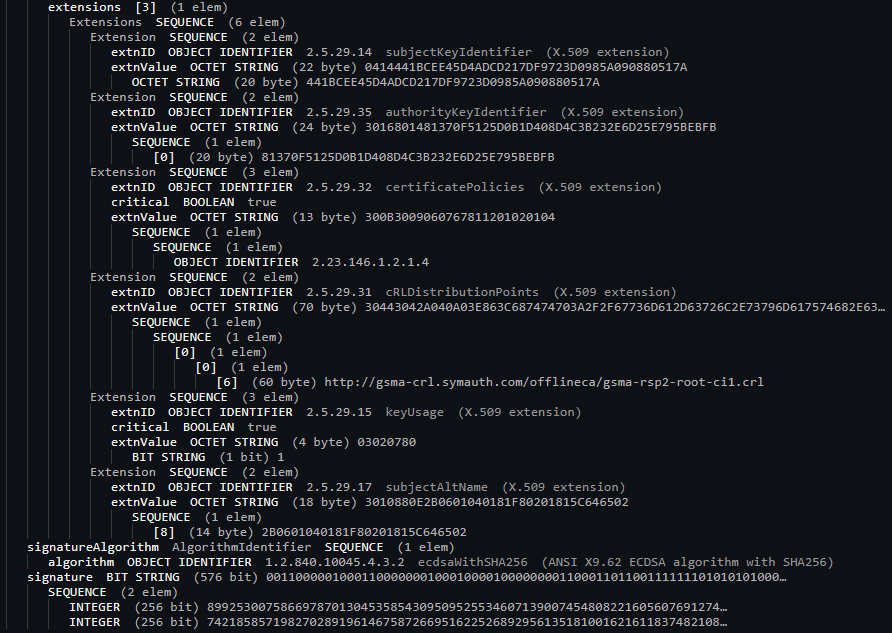 extensions [3] (1 elem)
Extensions SEQUENCE (6 elem)
Extension SEQUENCE (2 elem)
extnID OBJECT IDENTIFIER 2.5.29.14 subjectKeyIdentifier (X.509 extension)
extnValue OCTET STRING (22 byte) 0414441BCEE45D4ADCD217DF9723D0985A090880517A
OCTET STRING (20 byte) 441BCEE45D4ADCD217DF9723D0985A090880517A
Extension SEQUENCE (2 elem)
extnID OBJECT IDENTIFIER 2.5.29.35 authorityKeyIdentifier (X.509 extension)
extnValue OCTET STRING (24 byte) 3016801481370F5125D0B1D408D4C3B232E6D25E795BEBFB
SEQUENCE (1 elem)
[0] (20 byte) 81370F5125D0B1D408D4C3B232E6D25E795BEBFB
Extension SEQUENCE (3 elem)
extnID OBJECT IDENTIFIER 2.5.29.32 certificatePolicies (X.509 extension)
critical BOOLEAN true
extnValue OCTET STRING (13 byte) 300B300906076781120102​0104
SEQUENCE (1 elem)
SEQUENCE (1 elem)
OBJECT IDENTIFIER 2.23.146.1.2.1.4
Extension SEQUENCE (2 elem)
extnID OBJECT IDENTIFIER 2.5.29.31 cRLDistributionPoints (X.509 extension)
extnValue OCTET STRING (70 byte) 30443042A040A03E863C687474703A2F2F67736D612D63726C2E73796D617574682E63…
SEQUENCE (1 elem)
SEQUENCE (1 elem)
[0] (1 elem)
[0] (1 elem)
[6] (60 byte) http://gsma-crl.symauth.com/offlineca/gsma-rsp2-root-ci1.crl
Extension SEQUENCE (3 elem)
extnID OBJECT IDENTIFIER 2.5.29.15 keyUsage (X.509 extension)
critical BOOLEAN true
extnValue OCTET STRING (4 byte) 03020780
BIT STRING (1 bit) 1
Extension SEQUENCE (2 elem)
extnID OBJECT IDENTIFIER 2.5.29.17 subjectAltName (X.509 extension)
extnValue OCTET STRING (18 byte) 3010880E2B0601040181F80201815C646502
SEQUENCE (1 elem)
[8] (14 byte) 2B0601040181F80201815C646502
signatureAlgorithm AlgorithmIdentifier SEQUENCE (1 elem)
algorithm OBJECT IDENTIFIER 1.2.840.10045.4.3.2 ecdsaWithSHA256 (ANSI X9.62 ECDSA algorithm with SHA256)
signature BIT STRING (576 bit) 0011000001000110000000100010000100000000110001101100111111101010101000…
SEQUENCE (2 elem)
INTEGER (256 bit) 899253007586697870130453585430950952553460713900745480822160560769127​4…
INTEGER (256 bit) 742185857198270289196146758726695162252689295613518100162161183748210​8…